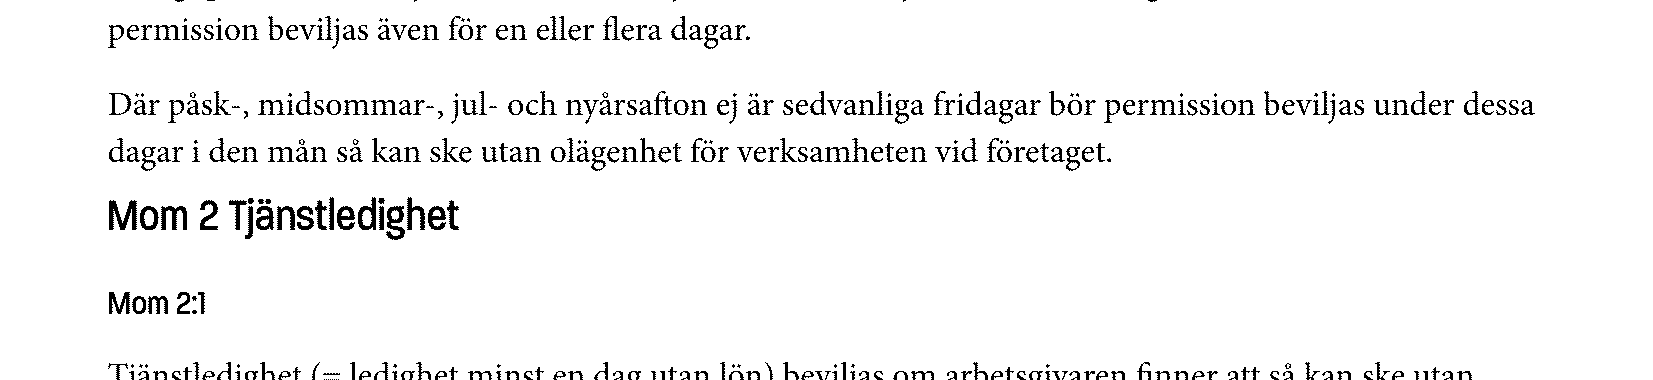 permission beviljas även för en eller flera dagar.
Där påsk-, midsommar-, jul- och nyårsafton ej är sedvanliga fridagar bör permission beviljas under dessa
dagar i den mån så kan ske utan olägenhet för verksamheten vid företaget.
Mom 2 Tjänstledighet
Mom 2:1
Tjänstledighet (= ledighet minst en dag utan lön) beviljas om arbetsgivaren finner att så kan ske utan